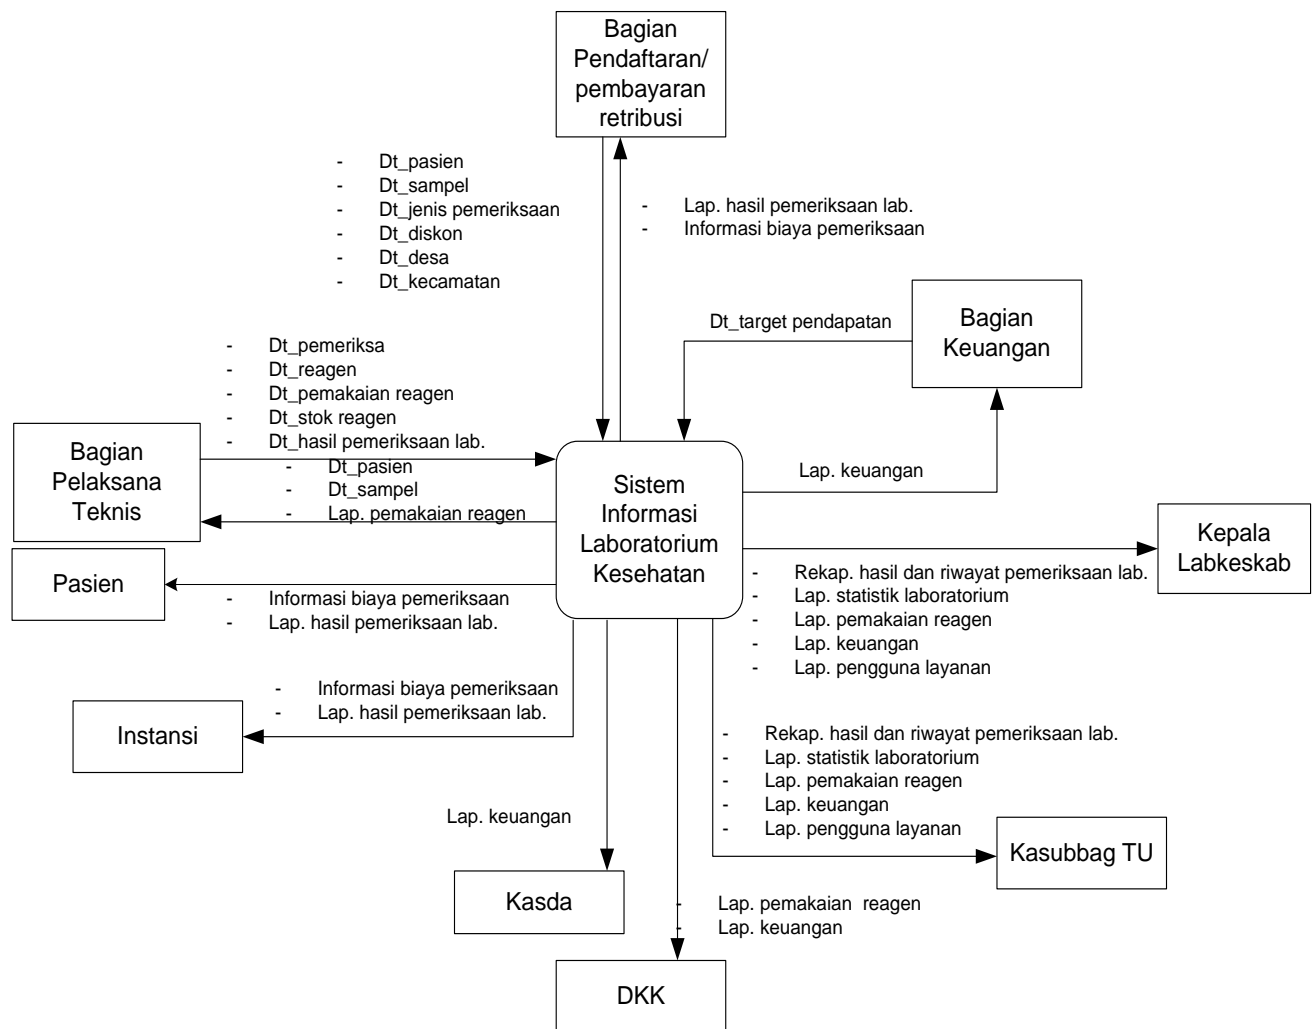 Bagian
Pendaftaran/
pembayaran
retribusi
- Dt_pasien
- Dt_sampel
- Dt_jenis pemeriksaan
- Dt_diskon
- Dt_desa
- Dt_kecamatan
- Lap. hasil pemeriksaan lab.
- Informasi biaya pemeriksaan
Dt_target pendapatan
Bagian
Keuangan
Lap. keuangan
- Dt_pemeriksa
- Dt_reagen
- Dt_pemakaian reagen
- Dt_stok reagen
- Dt_hasil pemeriksaan lab.
Bagian
Pelaksana
Teknis
- Dt_pasien
- Dt_sampel
- Lap. pemakaian reagen
Sistem
Informasi
Laboratorium
Kesehatan
Kepala
Labkeskab
- Rekap. hasil dan riwayat pemeriksaan lab.
- Lap. statistik laboratorium
- Lap. pemakaian reagen
- Lap. keuangan
- Lap. pengguna layanan
Pasien
- Informasi biaya pemeriksaan
- Lap. hasil pemeriksaan lab.
- Informasi biaya pemeriksaan
- Lap. hasil pemeriksaan lab.
Instansi
- Rekap. hasil dan riwayat pemeriksaan lab.
- Lap. statistik laboratorium
- Lap. pemakaian reagen
- Lap. keuangan
- Lap. pengguna layanan
Kasubbag TU
Lap. keuangan
Kasda
- Lap. pemakaian  reagen
- Lap. keuangan
DKK